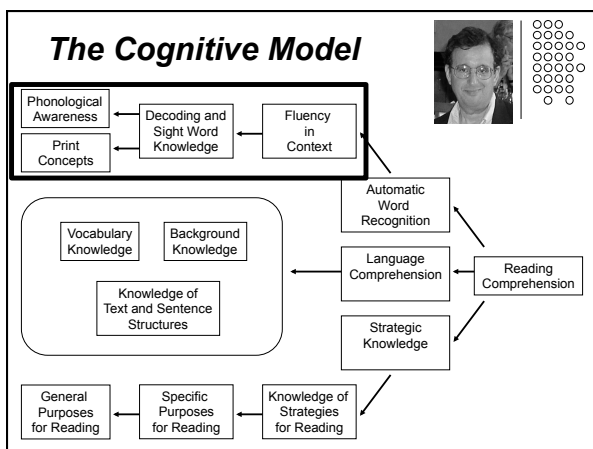 The Cognitive Model
Phonological
Awareness
Print
Concepts
Decoding and
Sight Word
Knowledge
Fluency
in
Context
Automatic
Word
Recognition
Vocabulary
Knowledge
Background
Knowledge
Knowledge of
Text and Sentence
Structures
Language
Comprehension
Reading
Comprehension
Strategic
Knowledge
General
Purposes
for Reading
Specific
Purposes
for Reading
Knowledge of
Strategies
for Reading